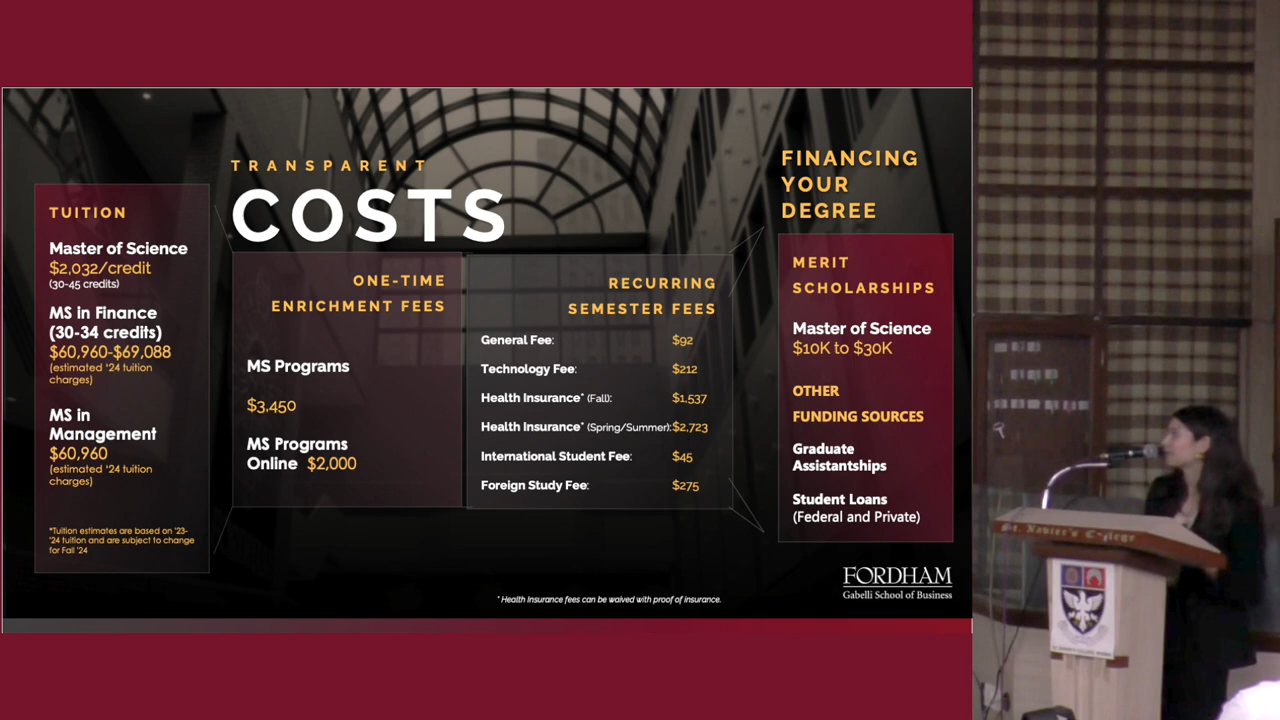 TRANSPARENT
COSTS
TUITION
Master of Science
$2,032/credit
(30-45 credits)
MS in Finance
(30-34 credits)
$60,960-$69,088
(estimated '24 tuition
charges)
MS in
Management
$60,960
(estimated '24 tuition
charges)
*Tuition estimates are based on '23-
'24 tuition and are subject to change
for Fall '24
ONE-TIME
ENRICHMENT FEES
MS Programs
$3,450
MS Programs
Online $2,000
RECURRING
SEMESTER FEES
General Fee: $92
Technology Fee: $212
Health Insurance* (Fall): $1,537
Health Insurance* (Spring/Summer): $2,723
International Student Fee: $45
Foreign Study Fee: $275
* Health Insurance fees can be waived with proof of insurance.
FINANCING
YOUR
DEGREE
MERIT
SCHOLARSHIPS
Master of Science
$10K to $30K
OTHER
FUNDING SOURCES
Graduate
Assistantships
Student Loans
(Federal and Private)
FORDHAM
Gabelli School of Business
St. Xavier's College